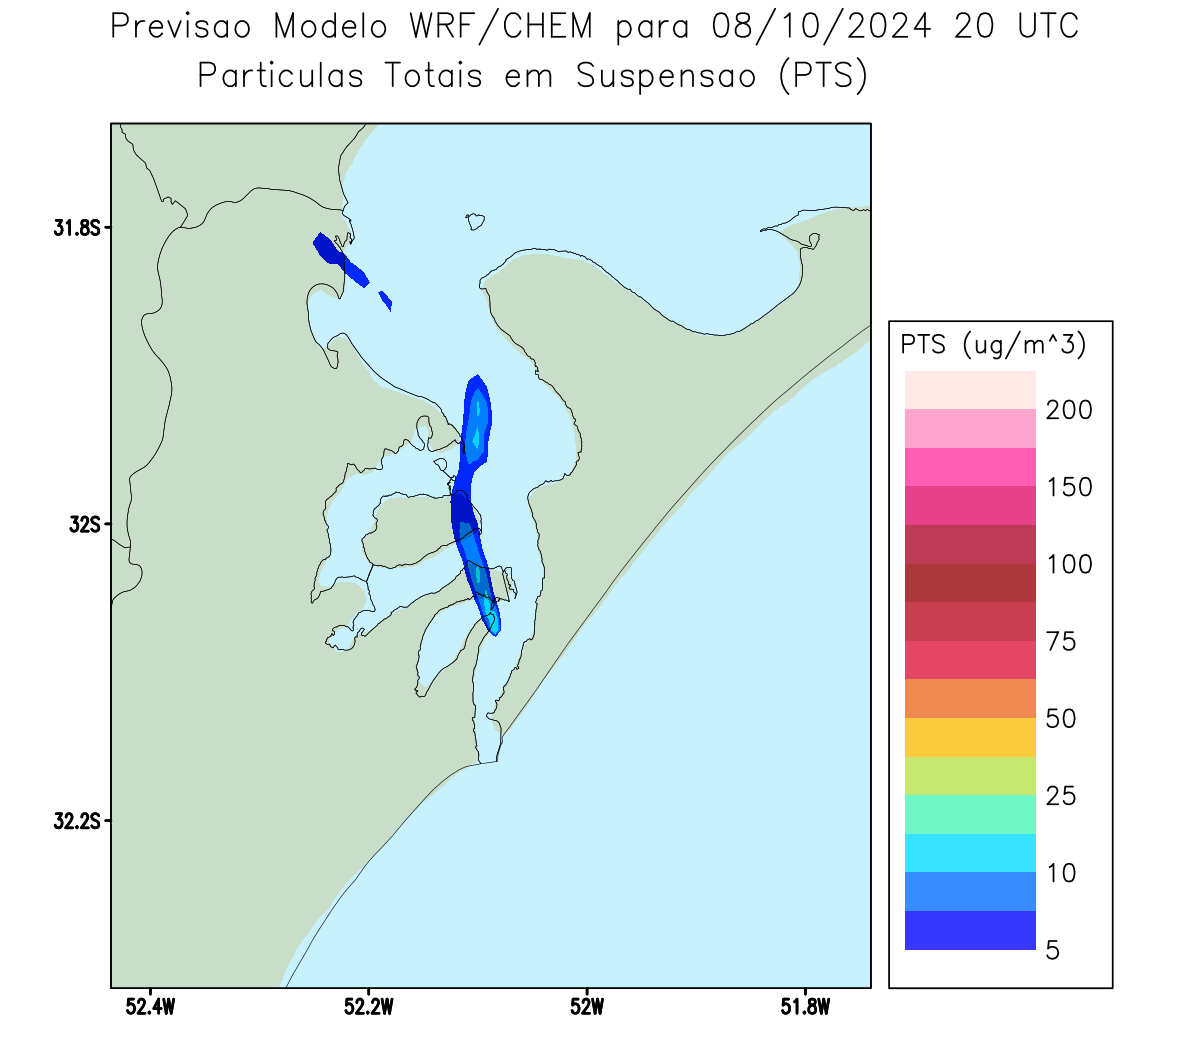 Previsao Modelo WRF/CHEM para 08/10/2024 20 UTC
Particulas Totais em Suspensao (PTS)
31.8S
32S
32.2S
52.4W
52.2W
52W
51.8W
PTS (ug/m^3)
200
150
100
75
50
25
10
5